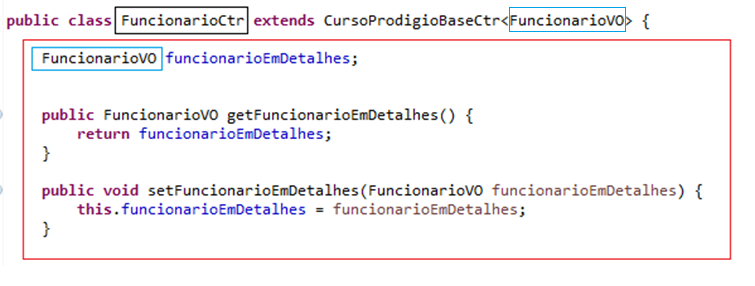 public class FuncionarioCtr extends CursoProdigioBaseCtr<FuncionarioVO> {
FuncionarioVO funcionarioEmDetalhes;
public FuncionarioVO getFuncionarioEmDetalhes() {
return funcionarioEmDetalhes;
}
public void setFuncionarioEmDetalhes(FuncionarioVO funcionarioEmDetalhes) {
this.funcionarioEmDetalhes = funcionarioEmDetalhes;
}